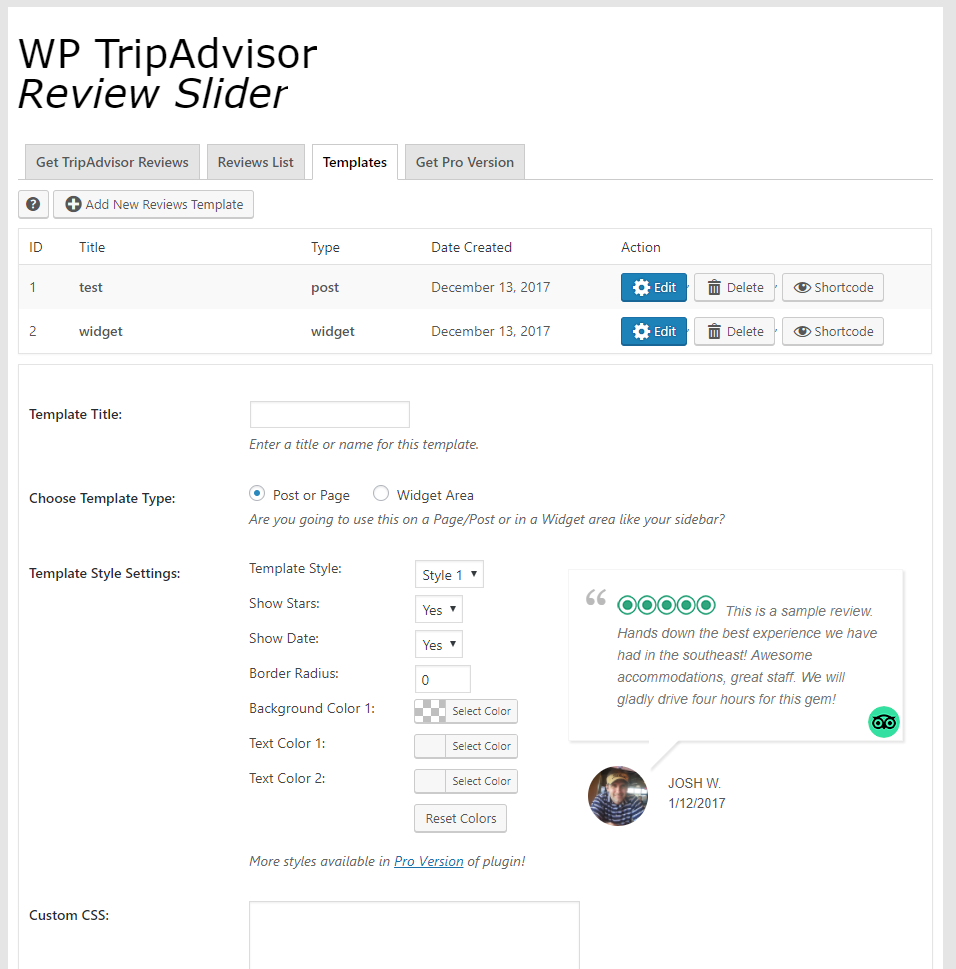 WP TripAdvisor
Review Slider
Get TripAdvisor Reviews
Reviews List
Templates
Get Pro Version
? Add New Reviews Template
ID Title Type Date Created Action
1 test post December 13, 2017 Edit Delete Shortcode
2 widget widget December 13, 2017 Edit Delete Shortcode
Template Title:
Enter a title or name for this template.
Choose Template Type: Post or Page Widget Area
Are you going to use this on a Page/Post or in a Widget area like your sidebar?
Template Style Settings:
Template Style: Style 1
Show Stars: Yes
Show Date: Yes
Border Radius: 0
Background Color 1: Select Color
Text Color 1: Select Color
Text Color 2: Select Color
Reset Colors
“ This is a sample review.
Hands down the best experience we have
had in the southeast! Awesome
accommodations, great staff. We will
gladly drive four hours for this gem!
JOSH W.
1/12/2017
More styles available in Pro Version of plugin!
Custom CSS: